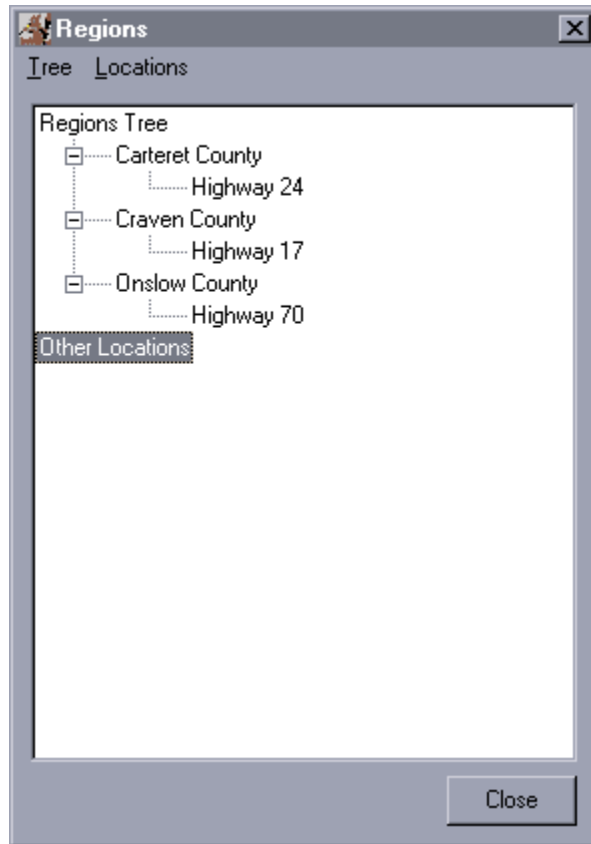 Regions
Tree Locations
Regions Tree
Carteret County
Highway 24
Craven County
Highway 17
Onslow County
Highway 70
Other Locations
Close